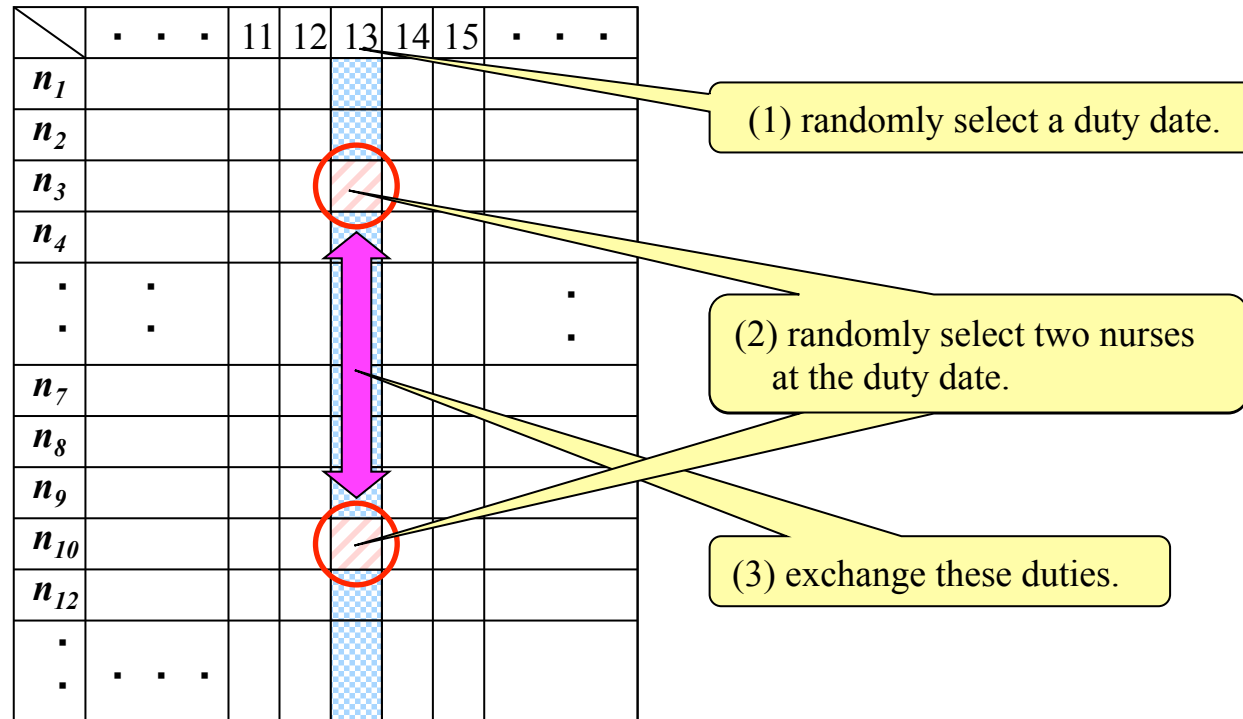 · · · 11 12 13 14 15 · · ·
n1
(1) randomly select a duty date.
n2
n3
n4
(2) randomly select two nurses
at the duty date.
n7
n8
n9
n10
(3) exchange these duties.
n12
· · ·